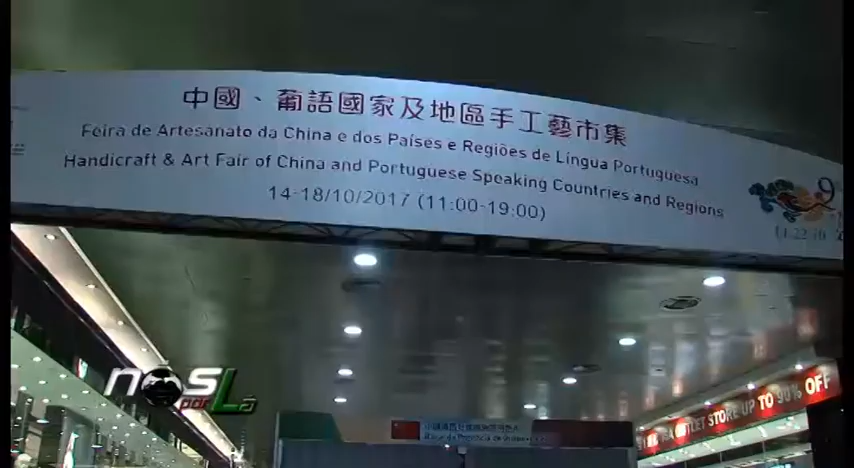 中國、葡語國家及地區手工藝市集
Feira de Artesanato da China e dos Países e Regiões de Língua Portuguesa
Handicraft & Art Fair of China and Portuguese Speaking Countries and Regions
14-18/10/2017 (11:00-19:00)
nos por Lá
OUTLET STORE UP TO 90% OFF